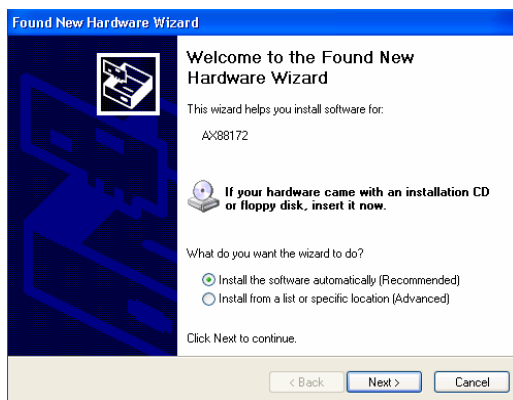 Found New Hardware Wizard
Welcome to the Found New
Hardware Wizard
This wizard helps you install software for:
AX88172
If your hardware came with an installation CD
or floppy disk, insert it now.
What do you want the wizard to do?
Install the software automatically (Recommended)
Install from a list or specific location (Advanced)
Click Next to continue.
< Back
Next >
Cancel